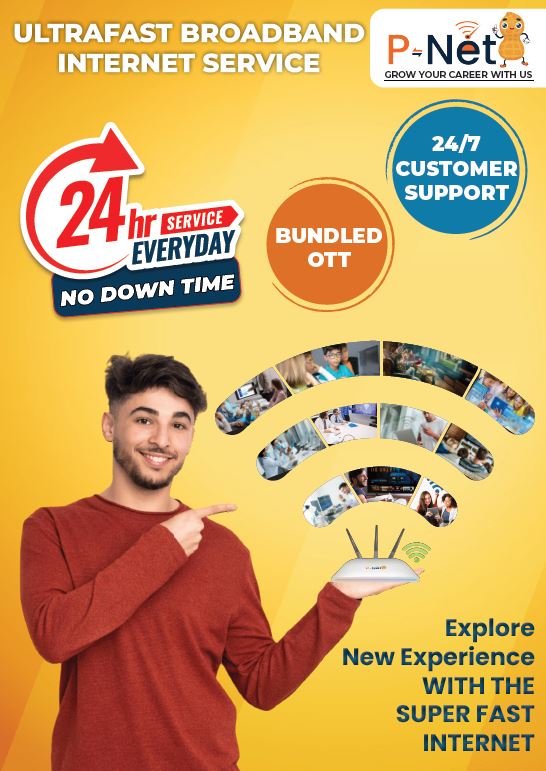 ULTRAFAST BROADBAND
INTERNET SERVICE
P-Net
GROW YOUR CAREER WITH US
24/7
CUSTOMER
SUPPORT
24hr SERVICE
EVERYDAY
NO DOWN TIME
BUNDLED
OTT
P-Net
Explore
New Experience
WITH THE
SUPER FAST
INTERNET